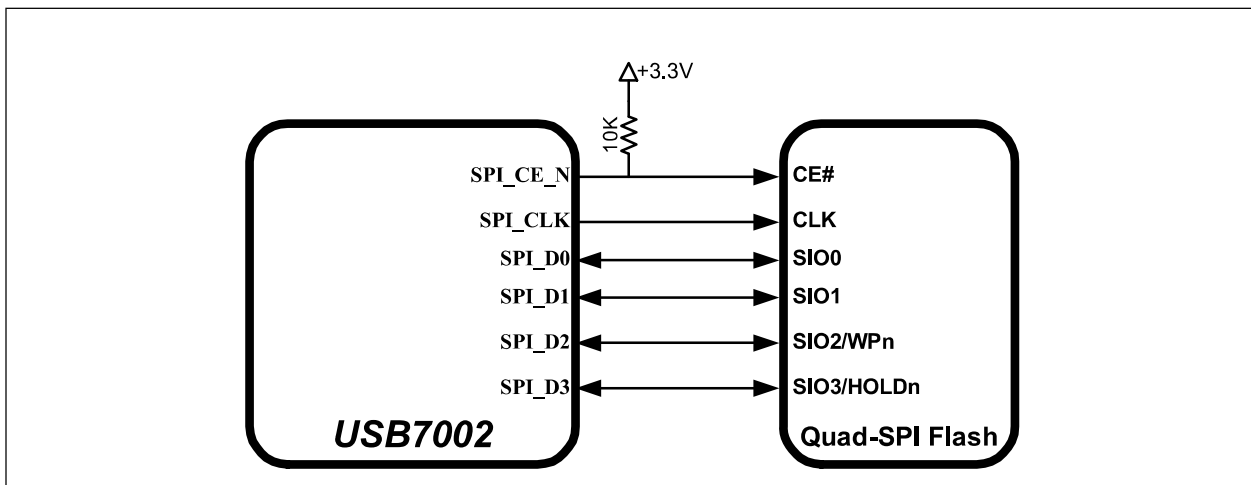 +3.3V
10K
SPI_CE_N CE#
SPI_CLK CLK
SPI_D0 SIO0
SPI_D1 SIO1
SPI_D2 SIO2/WPn
SPI_D3 SIO3/HOLDn
USB7002 Quad-SPI Flash